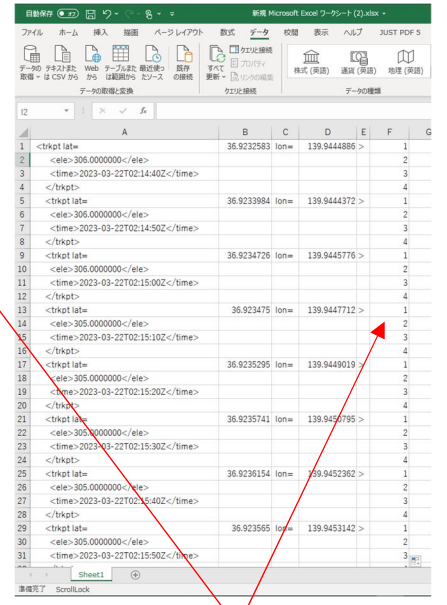 自動保存 オフ 新規 Microsoft Excel ワークシート (2).xlsx
ファイル ホーム 挿入 描画 ページ レイアウト 数式 データ 校閲 表示 ヘルプ JUST PDF 5
データの取得 テキストまたは CSV から Web から テーブルまたは範囲から 最近使ったソース 既存の接続 すべて更新 クエリと接続 プロパティ リンクの編集 株式 (英語) 通貨 (英語) 地理 (英語)
データの取得と変換 クエリと接続 データの種類
I2 fx
A B C D E F G
1 <trkpt lat= 36.9232583 lon= 139.9444886 > 1
2 <ele>306.0000000</ele> 2
3 <time>2023-03-22T02:14:40Z</time> 3
4 </trkpt> 4
5 <trkpt lat= 36.9233984 lon= 139.9444372 > 1
6 <ele>306.0000000</ele> 2
7 <time>2023-03-22T02:14:50Z</time> 3
8 </trkpt> 4
9 <trkpt lat= 36.9234726 lon= 139.9445776 > 1
10 <ele>306.0000000</ele> 2
11 <time>2023-03-22T02:15:00Z</time> 3
12 </trkpt> 4
13 <trkpt lat= 36.923475 lon= 139.9447712 > 1
14 <ele>305.0000000</ele> 2
15 <time>2023-03-22T02:15:10Z</time> 3
16 </trkpt> 4
17 <trkpt lat= 36.9235295 lon= 139.9449019 > 1
18 <ele>305.0000000</ele> 2
19 <time>2023-03-22T02:15:20Z</time> 3
20 </trkpt> 4
21 <trkpt lat= 36.9235741 lon= 139.9450795 > 1
22 <ele>305.0000000</ele> 2
23 <time>2023-03-22T02:15:30Z</time> 3
24 </trkpt> 4
25 <trkpt lat= 36.9236154 lon= 139.9452362 > 1
26 <ele>305.0000000</ele> 2
27 <time>2023-03-22T02:15:40Z</time> 3
28 </trkpt> 4
29 <trkpt lat= 36.923565 lon= 139.9453142 > 1
30 <ele>305.0000000</ele> 2
31 <time>2023-03-22T02:15:50Z</time> 3
Sheet1
準備完了 ScrollLock